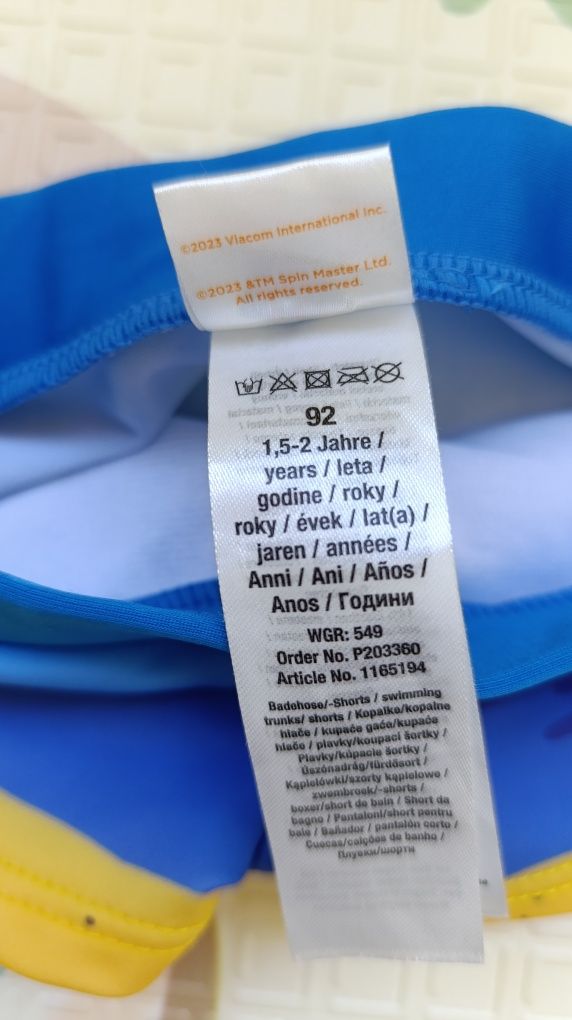 ©2023 Viacom International Inc.
©2023 &TM Spin Master Ltd.
All rights reserved.
92
1,5-2 Jahre /
years / leta /
godine / roky /
roky / évek / lat(a) /
jaren / années /
Anni / Ani / Años /
Anos / Години
WGR: 549
Order No. P203360
Article No. 1165194
Badehose/-Shorts / swimming
trunks/ shorts / Kopalke/kopalne
hlače / kupaće gaće/kupaće
hlače / plavky/koupací šortky /
Plavky/kúpacie šortky /
Úszónadrág/fürdősort /
Kąpielówki/szorty kąpielowe /
zwembroek/-shorts /
boxer/short de bain / Short da
bagno / Pantaloni/short pentru
baie / Bañador / pantalón corto /
Cuecas/calções de banho /
Плувки/шорти